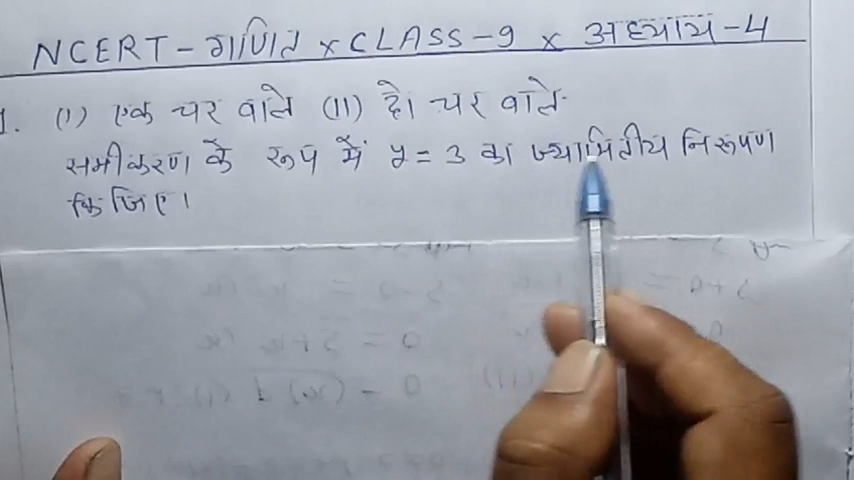 NCERT - गणित x CLASS - 9 x अध्याय - 4
1. (i) एक चर वाले (ii) दो चर वाले
समीकरण के रूप में y = 3 का ज्यामितीय निरूपण
किजिए।